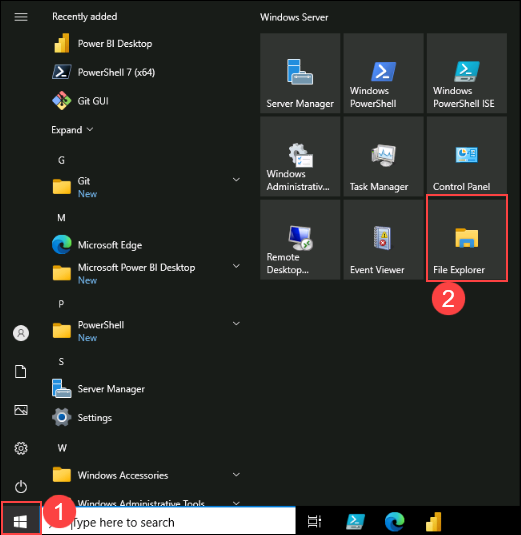 Recently added
Power BI Desktop
PowerShell 7 (x64)
Git GUI
Expand
G
Git
New
M
Microsoft Edge
Microsoft Power BI Desktop
New
P
PowerShell
New
S
Server Manager
Settings
W
Windows Accessories
Windows Administrative Tools
Windows Server
Server Manager
Windows
PowerShell
Windows
PowerShell ISE
Windows
Administrativ...
Task Manager
Control Panel
Remote
Desktop...
Event Viewer
File Explorer
2
1
Type here to search